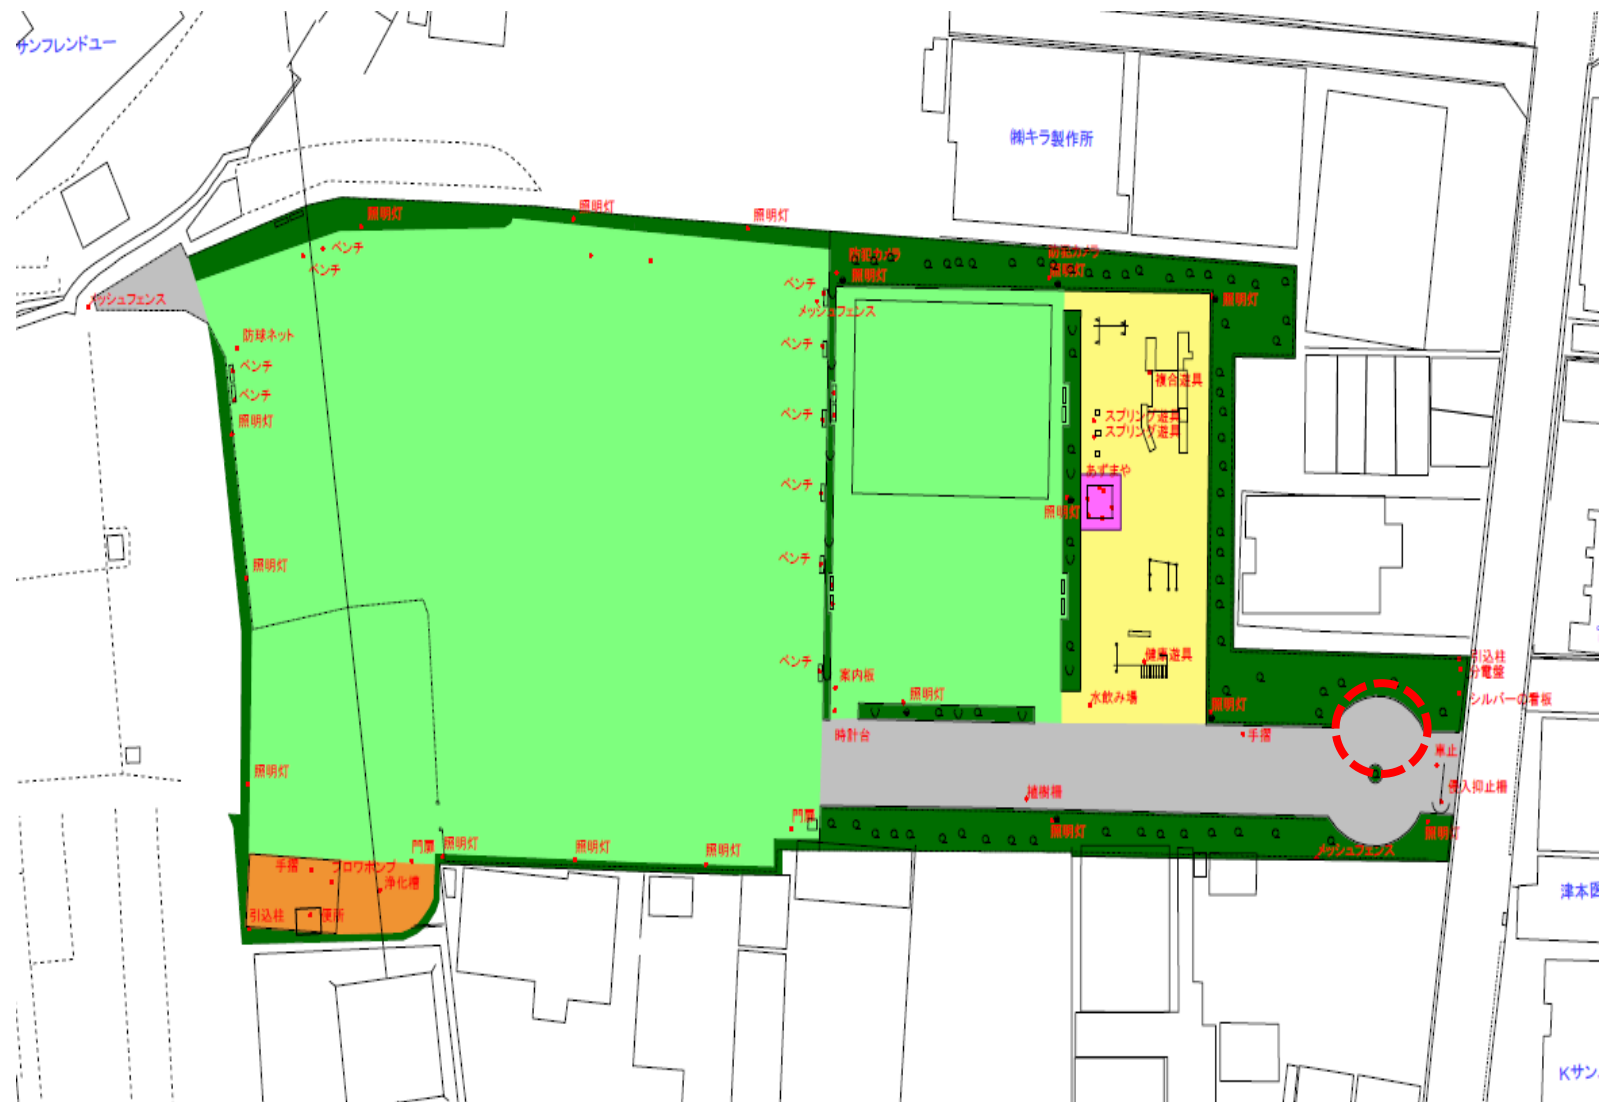 サンフレンドユー
㈱キラ製作所
照明灯
照明灯
照明灯
ベンチ
ベンチ
防犯カメラ
照明灯
防犯カメラ
照明灯
照明灯
メッシュフェンス
ベンチ
メッシュフェンス
防球ネット
ベンチ
ベンチ
ベンチ
照明灯
複合遊具
ベンチ
スプリング遊具
スプリング遊具
あずまや
ベンチ
照明灯
ベンチ
照明灯
ベンチ
健康遊具
引込柱
分電盤
案内板
照明灯
水飲み場
照明灯
シルバーの看板
時計台
手摺
車止
照明灯
植樹柵
侵入抑止柵
門扉
照明灯
照明灯
門扉
照明灯
照明灯
照明灯
メッシュフェンス
手摺
ブロワポンプ
浄化槽
引込柱
便所
津本医
Kサン